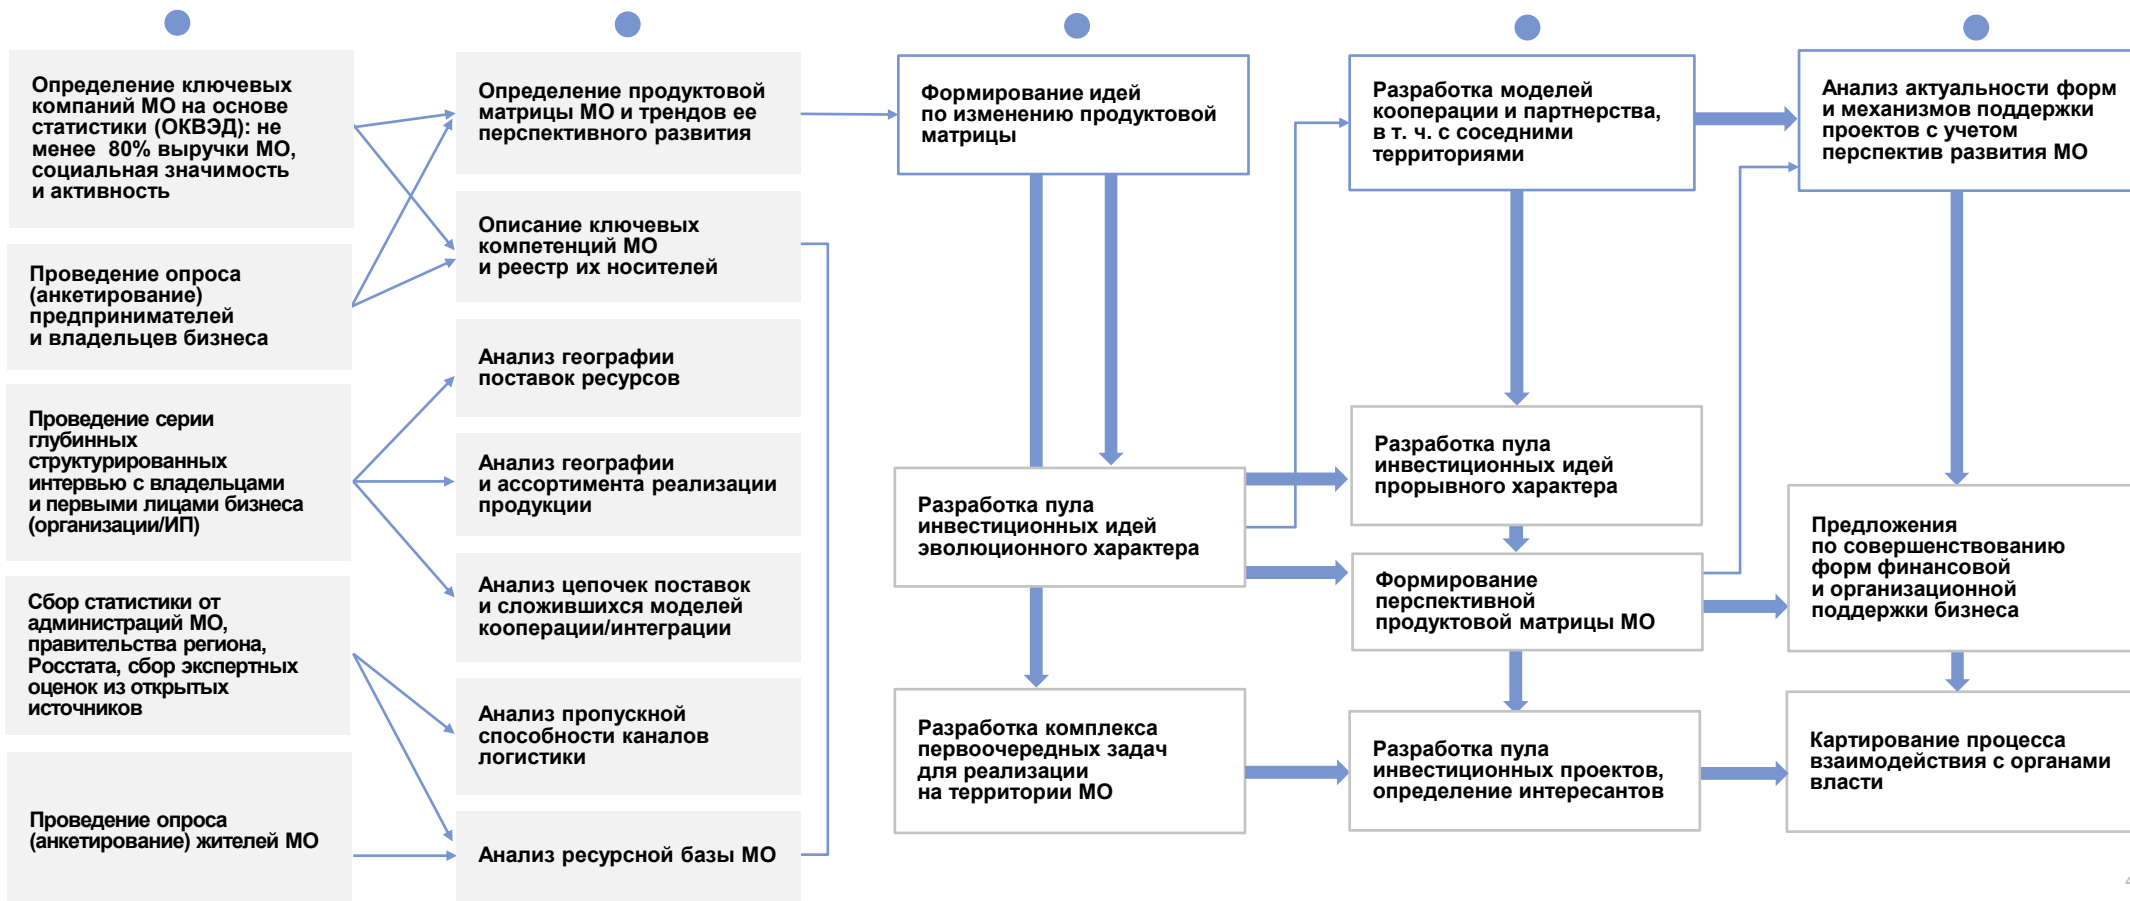 Определение ключевых
компаний МО на основе
статистики (ОКВЭД): не
менее 80% выручки МО,
социальная значимость
и активность
Проведение опроса
(анкетирование)
предпринимателей
и владельцев бизнеса
Проведение серии
глубинных
структурированных
интервью с владельцами
и первыми лицами бизнеса
(организации/ИП)
Сбор статистики от
администраций МО,
правительства региона,
Росстата, сбор экспертных
оценок из открытых
источников
Проведение опроса
(анкетирование) жителей МО
Определение продуктовой
матрицы МО и трендов ее
перспективного развития
Описание ключевых
компетенций МО
и реестр их носителей
Анализ географии
поставок ресурсов
Анализ географии
и ассортимента реализации
продукции
Анализ цепочек поставок
и сложившихся моделей
кооперации/интеграции
Анализ пропускной
способности каналов
логистики
Анализ ресурсной базы МО
Формирование идей
по изменению продуктовой
матрицы
Разработка пула
инвестиционных идей
эволюционного характера
Разработка комплекса
первоочередных задач
для реализации
на территории МО
Разработка моделей
кооперации и партнерства,
в т. ч. с соседними
территориями
Разработка пула
инвестиционных идей
прорывного характера
Формирование
перспективной
продуктовой матрицы МО
Разработка пула
инвестиционных проектов,
определение интересантов
Анализ актуальности форм
и механизмов поддержки
проектов с учетом
перспектив развития МО
Предложения
по совершенствованию
форм финансовой
и организационной
поддержки бизнеса
Картирование процесса
взаимодействия с органами
власти